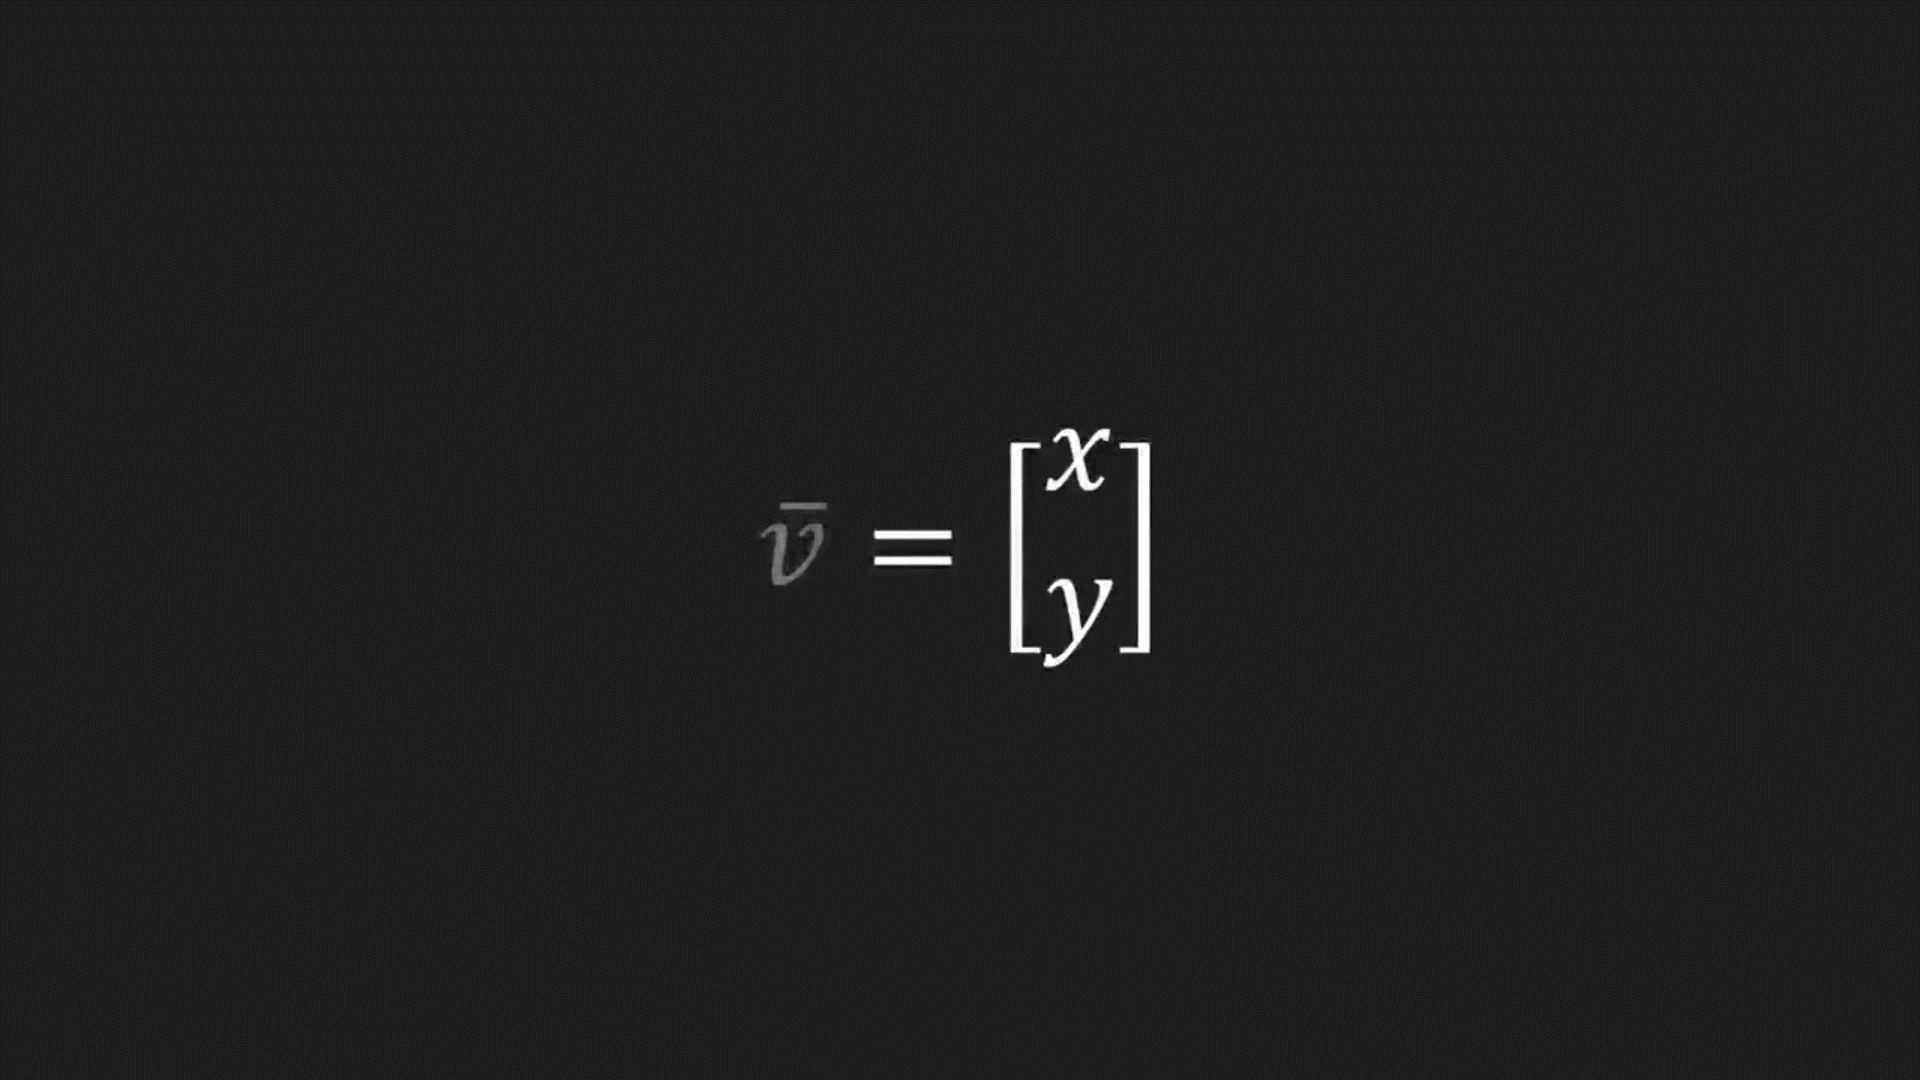 v̄ = [x
y]